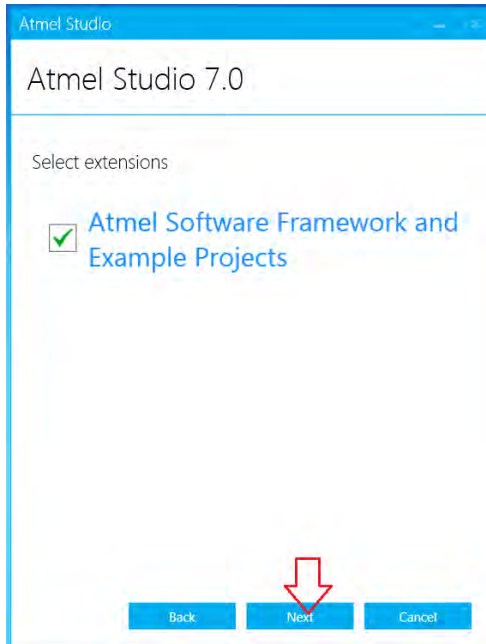 Atmel Studio
Atmel Studio 7.0
Select extensions
Atmel Software Framework and
Example Projects
Back
Next
Cancel